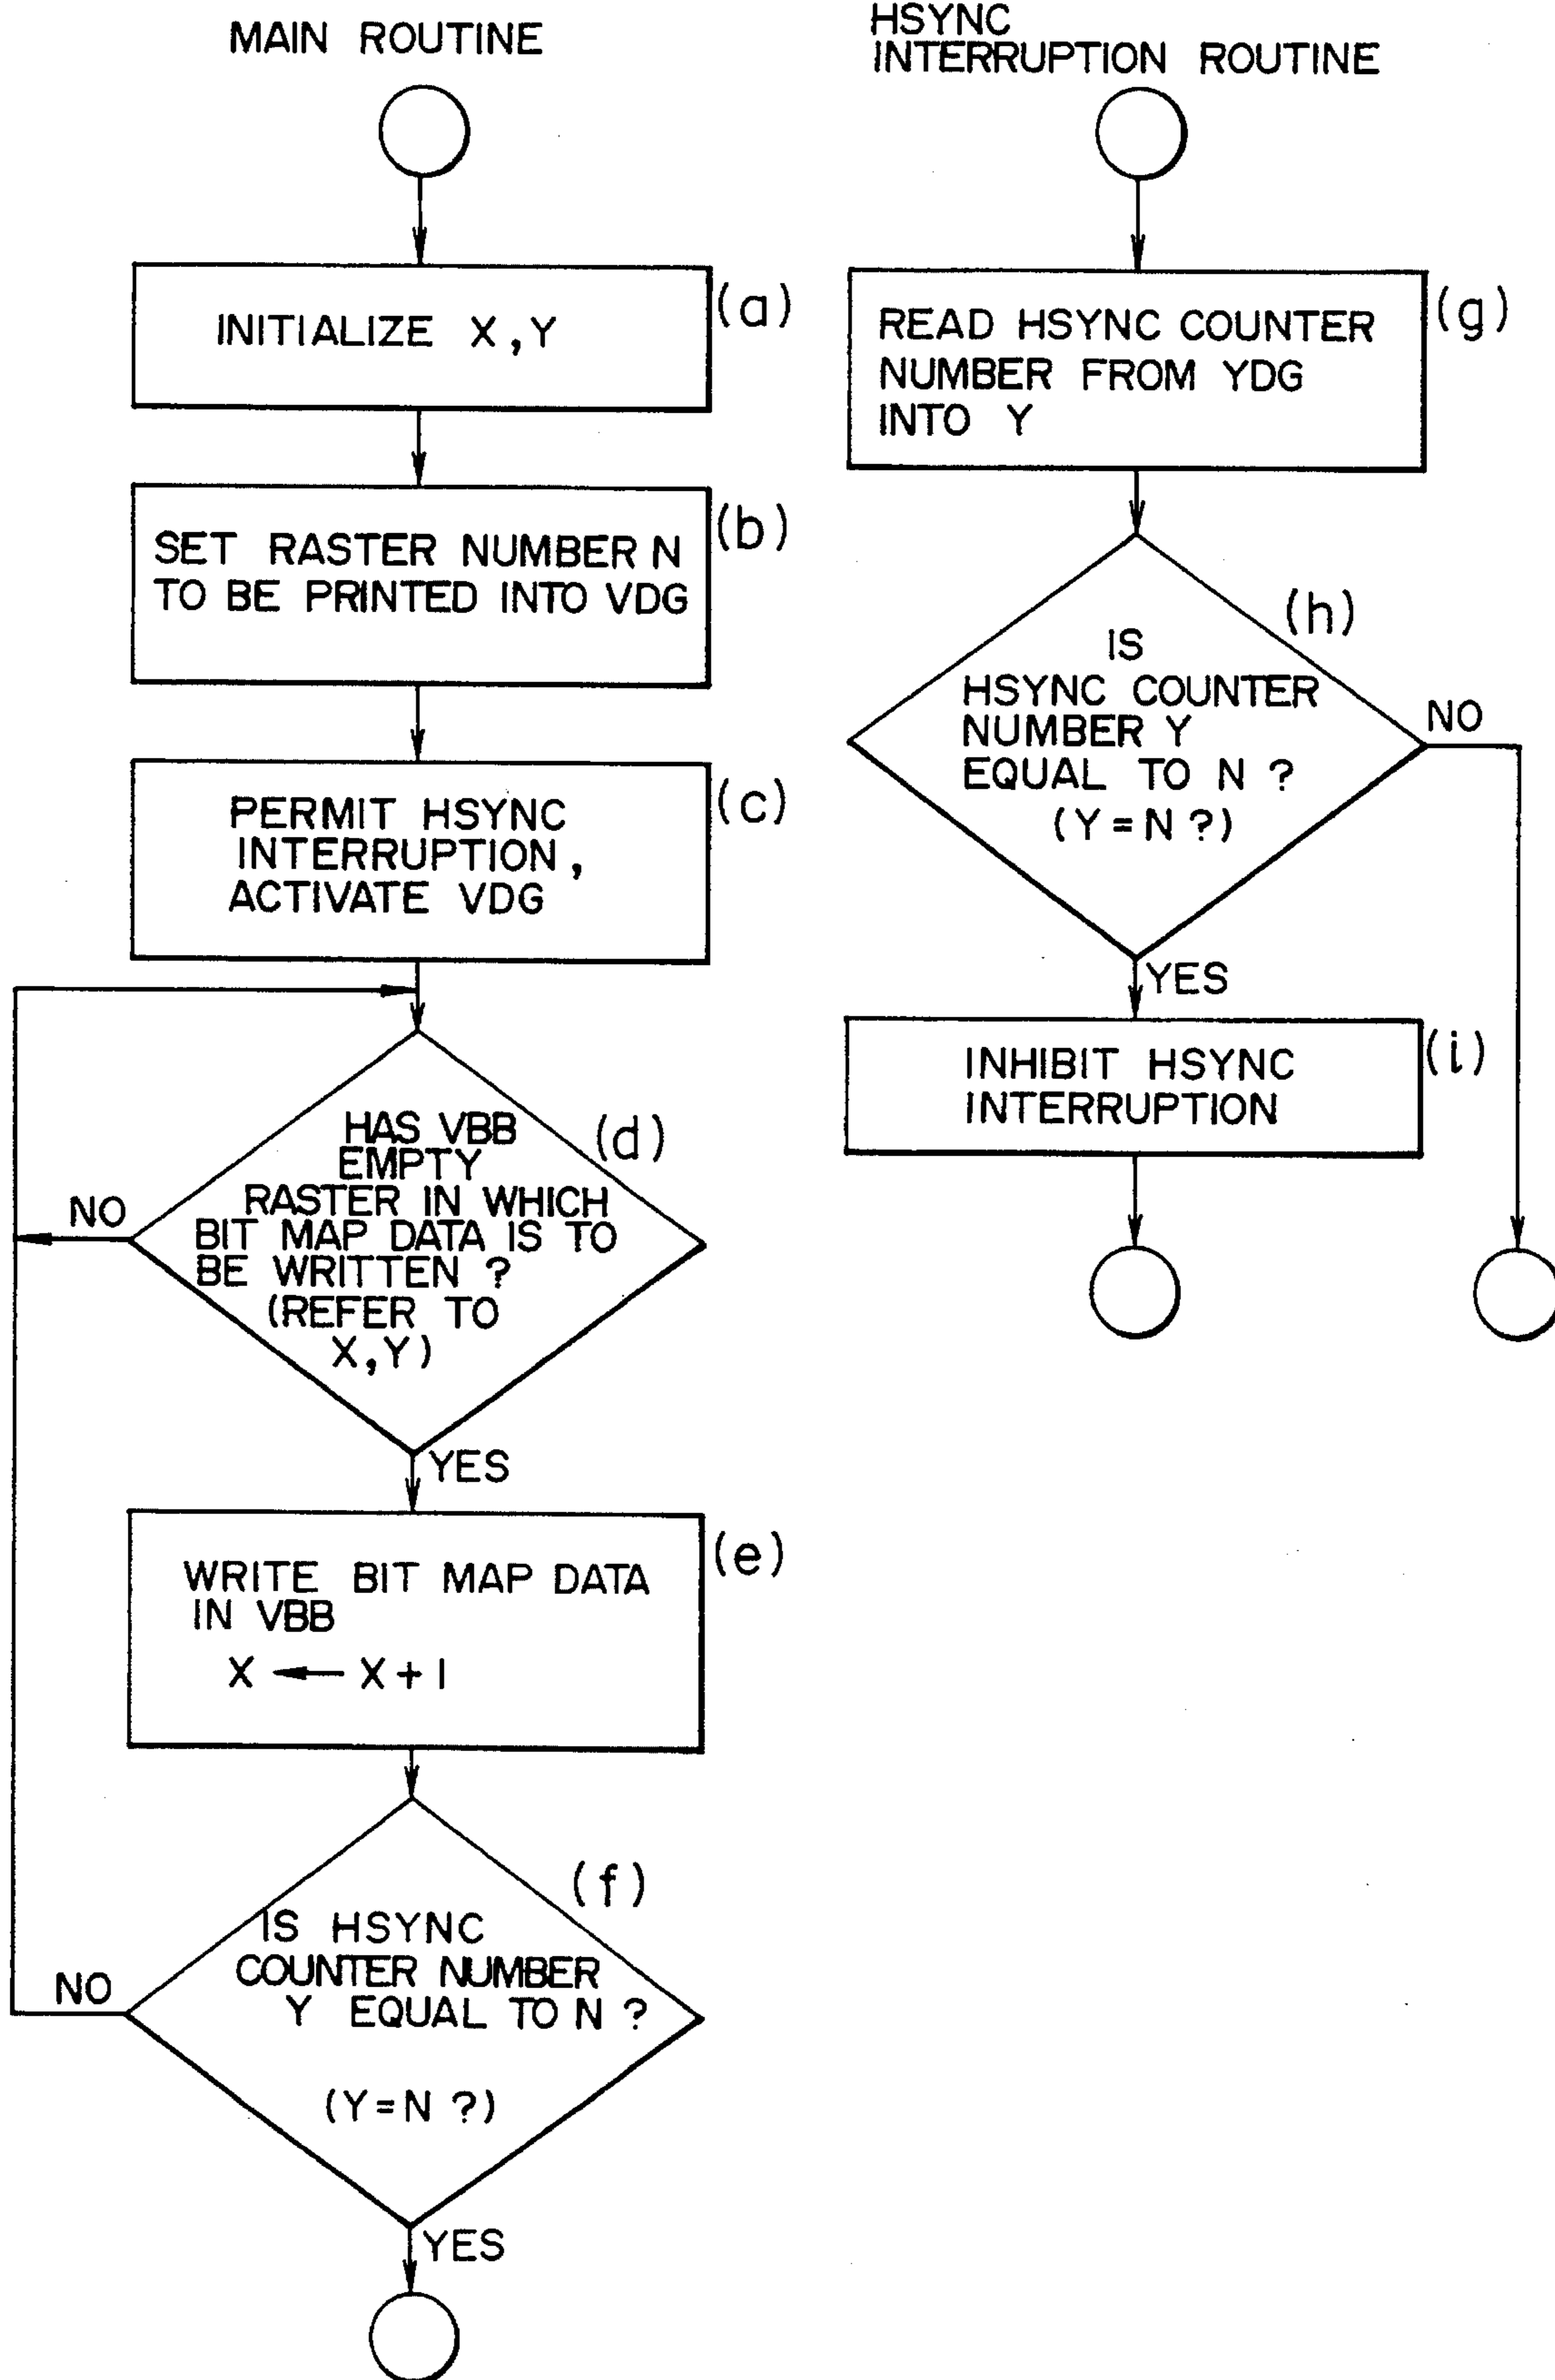 MAIN ROUTINE
INITIALIZE X,Y
(a)
SET RASTER NUMBER N
TO BE PRINTED INTO VDG
(b)
PERMIT HSYNC
INTERRUPTION,
ACTIVATE VDG
(c)
HAS VBB
EMPTY
RASTER IN WHICH
BIT MAP DATA IS TO
BE WRITTEN ?
(REFER TO
X,Y)
(d)
NO
YES
WRITE BIT MAP DATA
IN VBB
X ← X+1
(e)
IS HSYNC
COUNTER NUMBER
Y EQUAL TO N ?
(Y=N ?)
(f)
NO
YES
HSYNC
INTERRUPTION ROUTINE
READ HSYNC COUNTER
NUMBER FROM YDG
INTO Y
(g)
IS
HSYNC COUNTER
NUMBER Y
EQUAL TO N ?
(Y=N ?)
(h)
NO
YES
INHIBIT HSYNC
INTERRUPTION
(i)